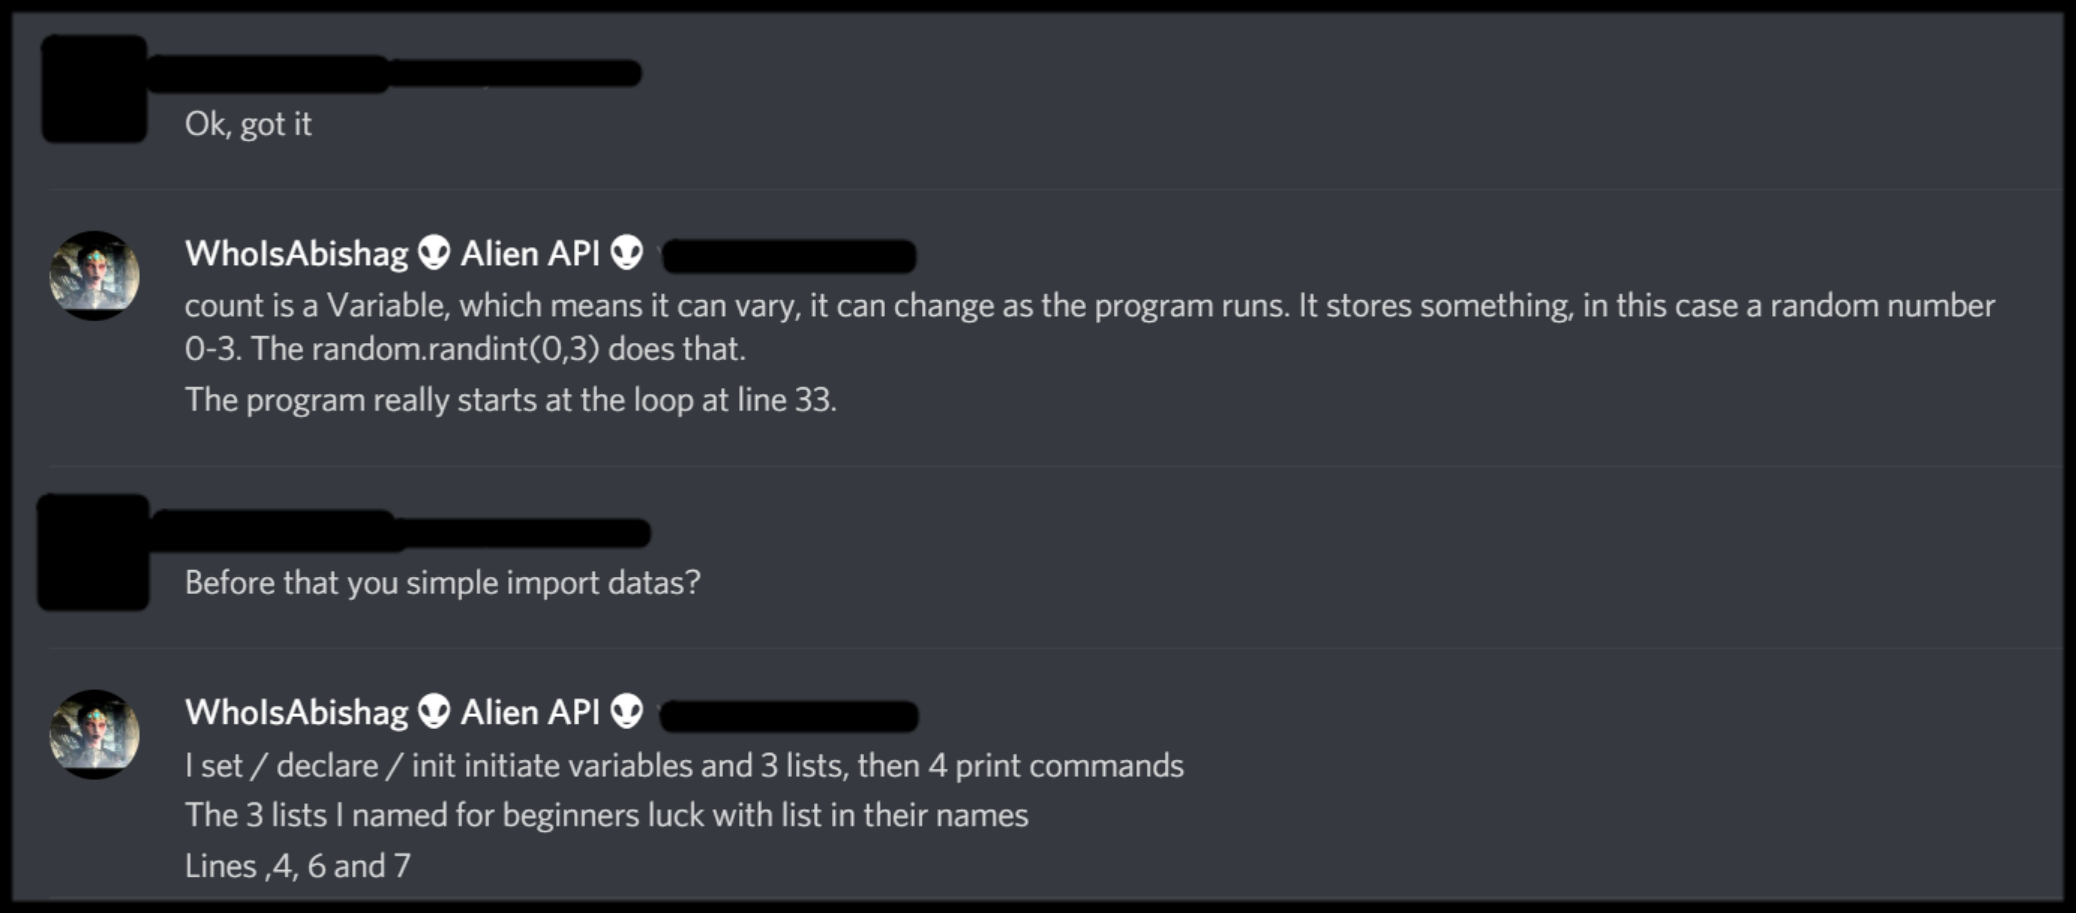 Ok, got it
WhoIsAbishag 👽 Alien API 👽
count is a Variable, which means it can vary, it can change as the program runs. It stores something, in this case a random number
0-3. The random.randint(0,3) does that.
The program really starts at the loop at line 33.
Before that you simple import datas?
WhoIsAbishag 👽 Alien API 👽
I set / declare / init initiate variables and 3 lists, then 4 print commands
The 3 lists I named for beginners luck with list in their names
Lines ,4, 6 and 7